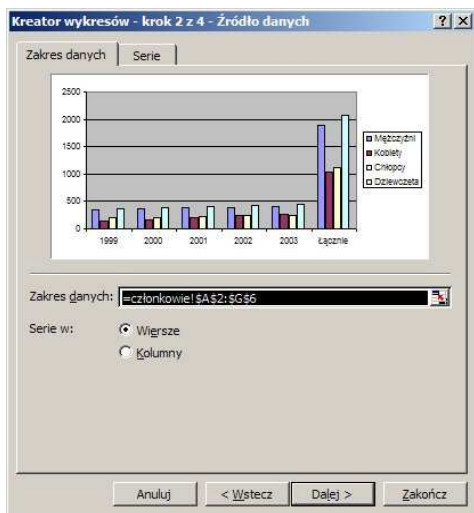 Kreator wykresów - krok 2 z 4 - Źródło danych
Zakres danych
Serie
2500
2000
1500
1000
500
0
1999 2000 2001 2002 2003 Łącznie
Mężczyźni
Kobiety
Chłopcy
Dziewczeta
Zakres danych: =członkowie!$A$2:$G$6
Serie w: Wiersze
Kolumny
Anuluj < Wstecz Dalej > Zakończ